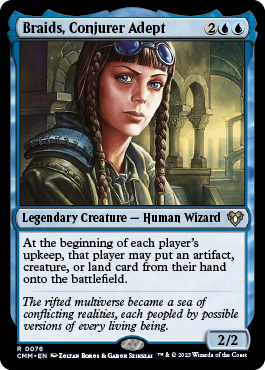 Braids, Conjurer Adept 2
Legendary Creature — Human Wizard
At the beginning of each player's
upkeep, that player may put an artifact,
creature, or land card from their hand
onto the battlefield.
The rifted multiverse became a sea of
conflicting realities, each peopled by possible
versions of every living being.
2/2
R 0076
CMM • EN Zoltan Boros & Gabor Szikszai ™ & © 2023 Wizards of the Coast